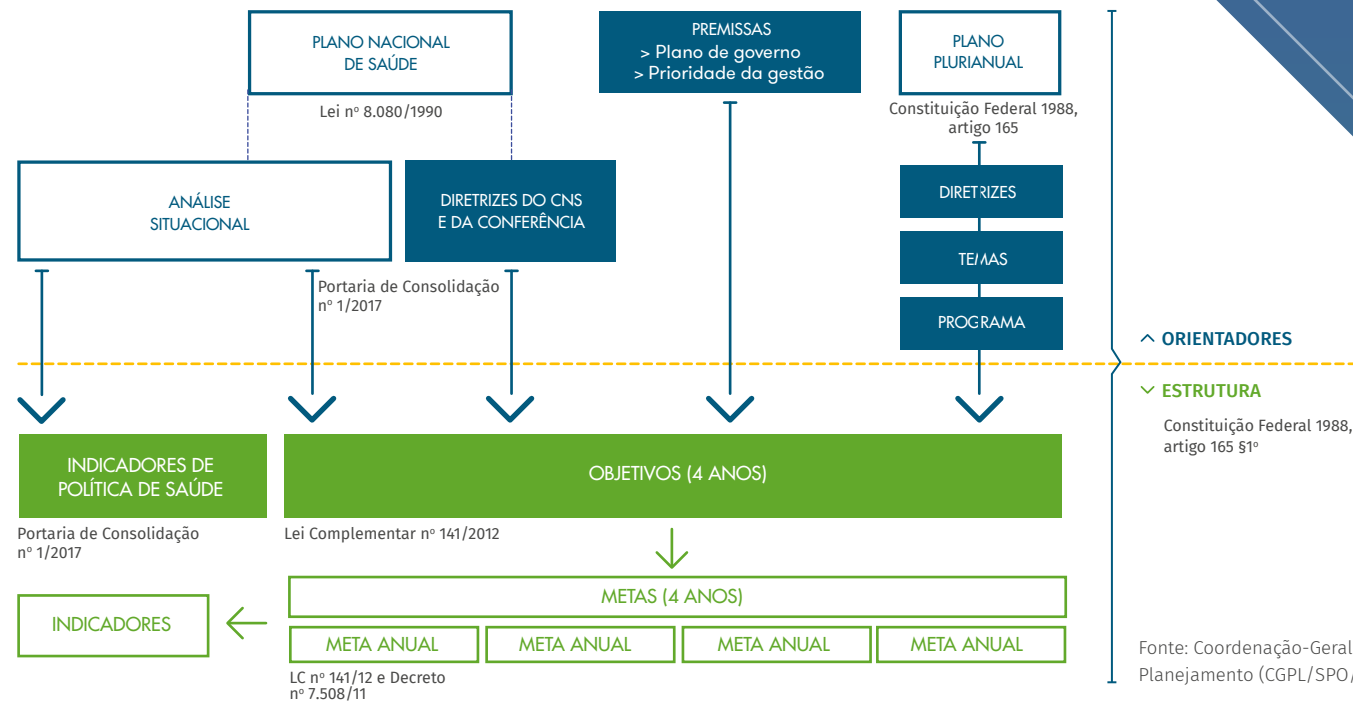 PLANO NACIONAL
DE SAÚDE
Lei nº 8.080/1990
PREMISSAS
> Plano de governo
> Prioridade da gestão
PLANO
PLURIANUAL
Constituição Federal 1988,
artigo 165
ANÁLISE
SITUACIONAL
DIRETRIZES DO CNS
E DA CONFERÊNCIA
DIRETRIZES
TEMAS
PROGRAMA
Portaria de Consolidação
nº 1/2017
ORIENTADORES
ESTRUTURA
Constituição Federal 1988,
artigo 165 §1º
INDICADORES DE
POLÍTICA DE SAÚDE
Portaria de Consolidação
nº 1/2017
OBJETIVOS (4 ANOS)
Lei Complementar nº 141/2012
METAS (4 ANOS)
INDICADORES
META ANUAL META ANUAL META ANUAL META ANUAL
LC nº 141/12 e Decreto
nº 7.508/11
Fonte: Coordenação-Geral
Planejamento (CGPL/SPO/